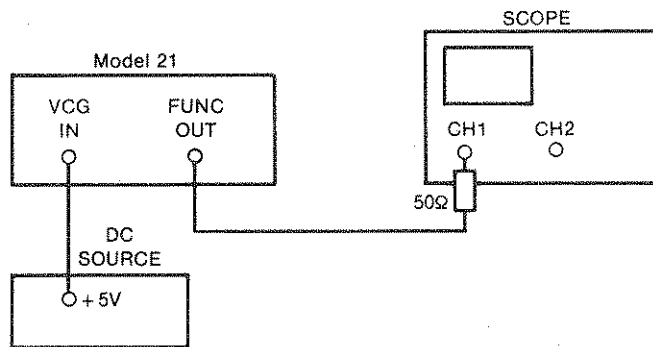 SCOPE
Model 21
VCG
IN
FUNC
OUT
CH1
CH2
50Ω
DC
SOURCE
+ 5V